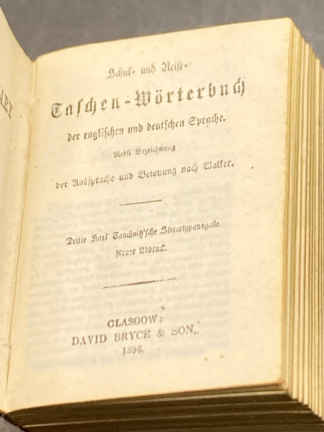 Schul- und Reise-
Taschen-Wörterbuch
der englischen und deutschen Sprache.
Nebst Bezeichnung
der Aussprache und Betonung nach Walker.
Dritte Karl Tauchnitz'sche Stereotypausgabe
Neuer Abdruck.
GLASGOW:
DAVID BRYCE & SON,